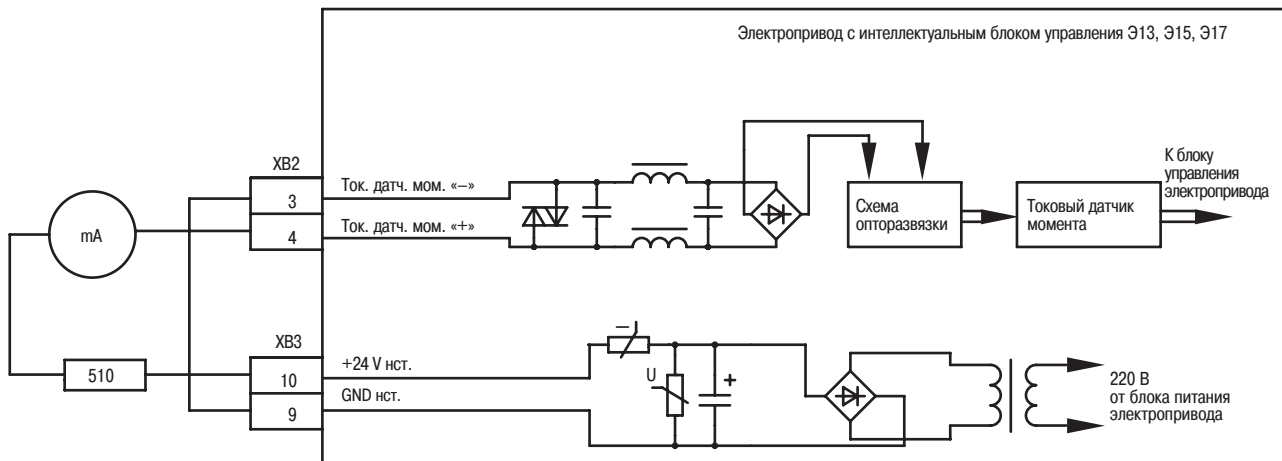 Электропривод с интеллектуальным блоком управления Э13, Э15, Э17
XB2
3
4
Ток. датч. мом. «–»
Ток. датч. мом. «+»
mA
Схема
опторазвязки
Токовый датчик
момента
К блоку
управления
электропривода
XB3
10
9
+24 V нст.
GND нст.
510
–
U
+
220 В
от блока питания
электропривода